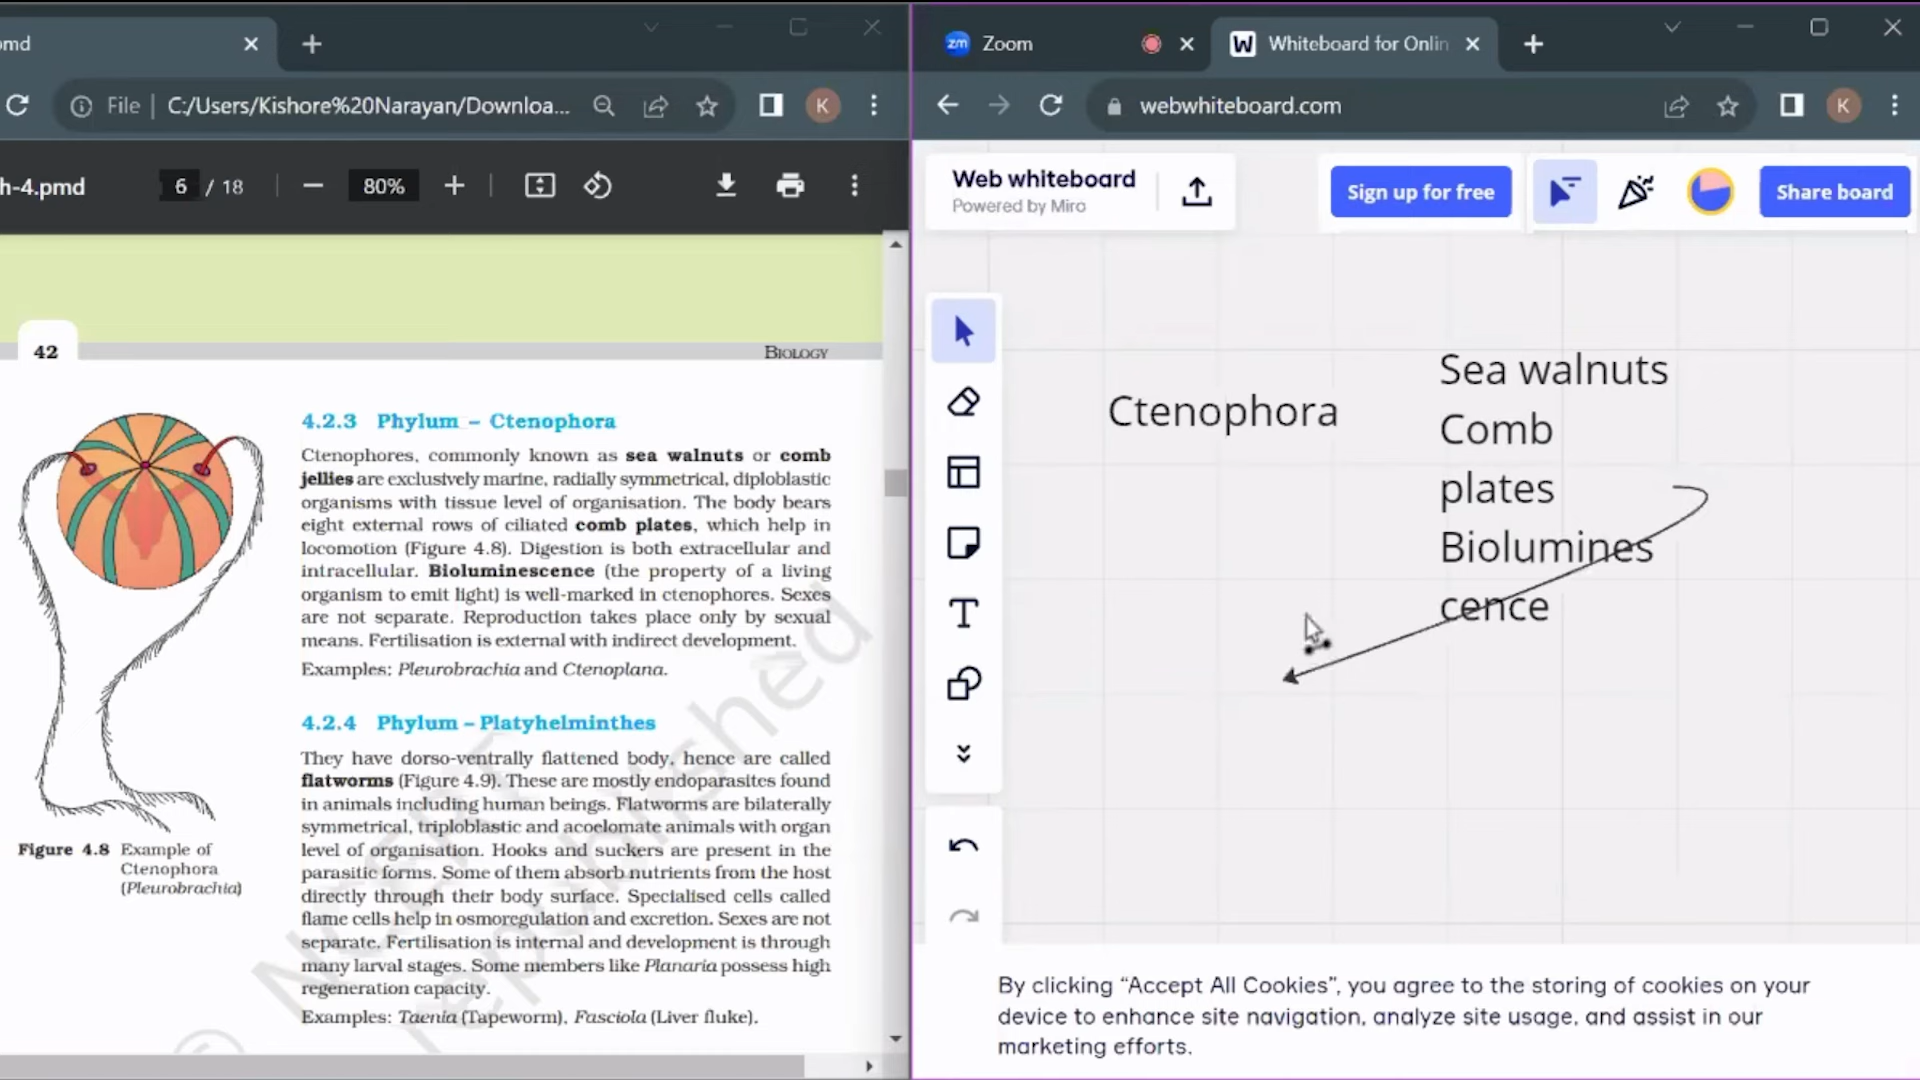 omd
File
C:/Users/Kishore%20Narayan/Downloa...
K
h-4.pmd
6 / 18
80%
42
BIOLOGY
4.2.3 Phylum – Ctenophora
Ctenophores, commonly known as sea walnuts or comb
jellies are exclusively marine, radially symmetrical, diploblastic
organisms with tissue level of organisation. The body bears
eight external rows of ciliated comb plates, which help in
locomotion (Figure 4.8). Digestion is both extracellular and
intracellular. Bioluminescence (the property of a living
organism to emit light) is well-marked in ctenophores. Sexes
are not separate. Reproduction takes place only by sexual
means. Fertilisation is external with indirect development.
Examples: Pleurobrachia and Ctenoplana.
4.2.4 Phylum – Platyhelminthes
They have dorso-ventrally flattened body, hence are called
flatworms (Figure 4.9). These are mostly endoparasites found
in animals including human beings. Flatworms are bilaterally
symmetrical, triploblastic and acoelomate animals with organ
level of organisation. Hooks and suckers are present in the
parasitic forms. Some of them absorb nutrients from the host
directly through their body surface. Specialised cells called
flame cells help in osmoregulation and excretion. Sexes are not
separate. Fertilisation is internal and development is through
many larval stages. Some members like Planaria possess high
regeneration capacity.
Examples: Taenia (Tapeworm), Fasciola (Liver fluke).
Figure 4.8 Example of
Ctenophora
(Pleurobrachia)
republished
zm Zoom
W Whiteboard for Onlin
webwhiteboard.com
K
Web whiteboard
Powered by Miro
Sign up for free
Share board
Ctenophora
Sea walnuts
Comb
plates
Biolumines
cence
By clicking “Accept All Cookies”, you agree to the storing of cookies on your
device to enhance site navigation, analyze site usage, and assist in our
marketing efforts.